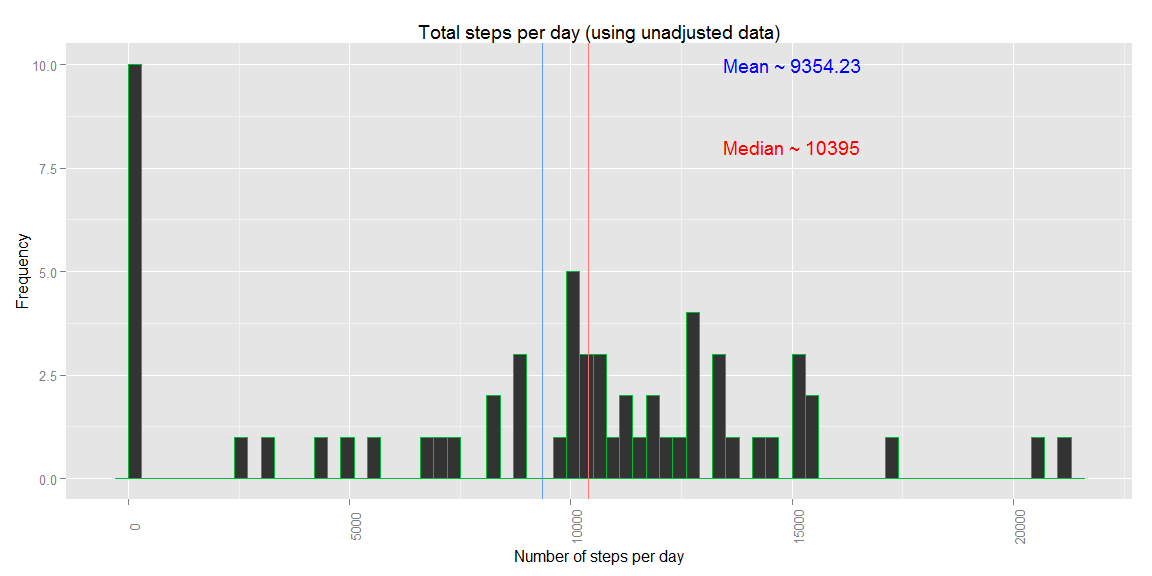 Total steps per day (using unadjusted data)
Mean ~ 9354.23
Median ~ 10395
Frequency
10.0
7.5
5.0
2.5
0.0
0
5000
10000
15000
20000
Number of steps per day